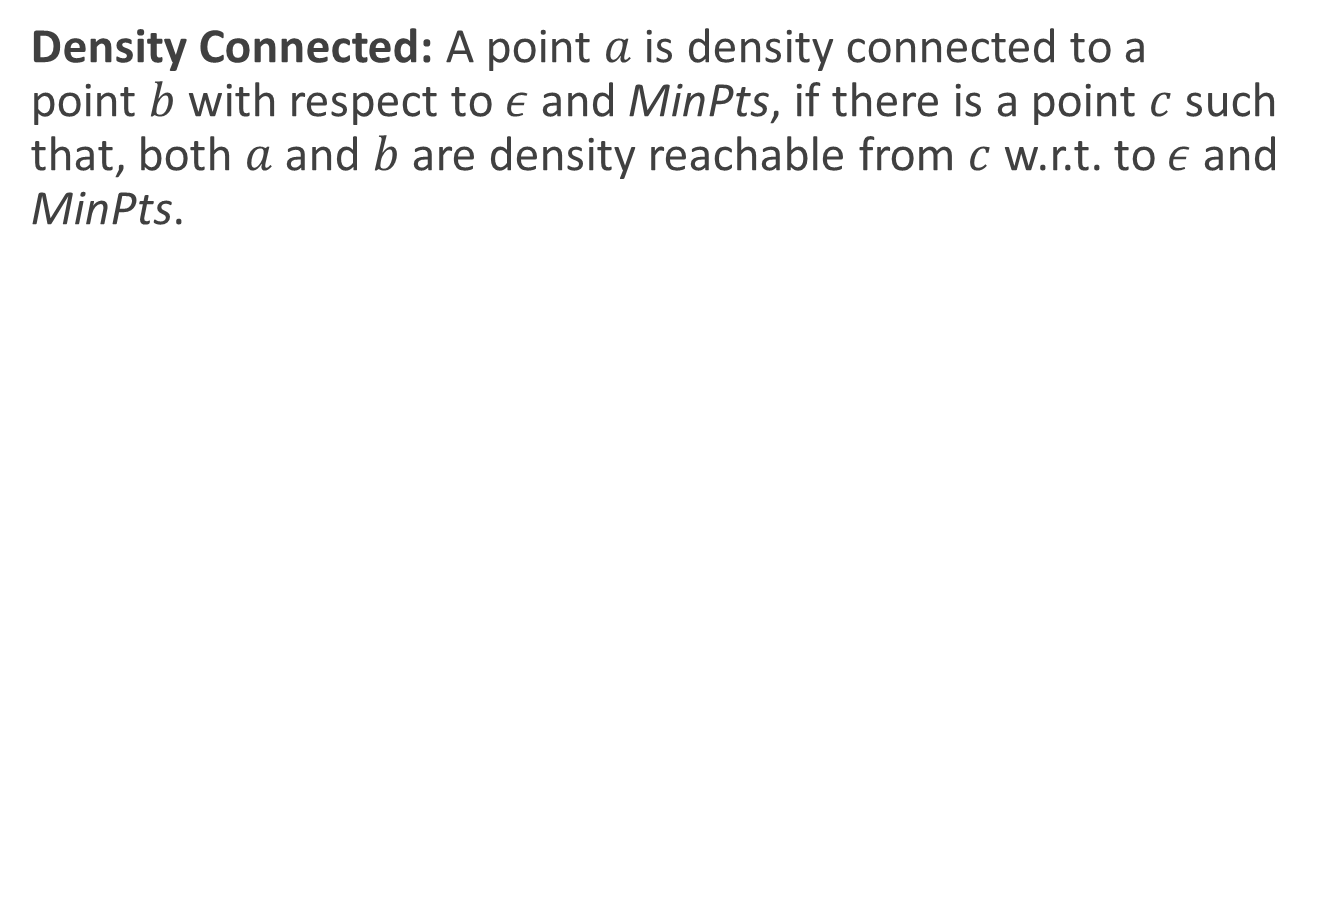 Density Connected: A point a is density connected to a
point b with respect to ϵ and MinPts, if there is a point c such
that, both a and b are density reachable from c w.r.t. to ϵ and
MinPts.